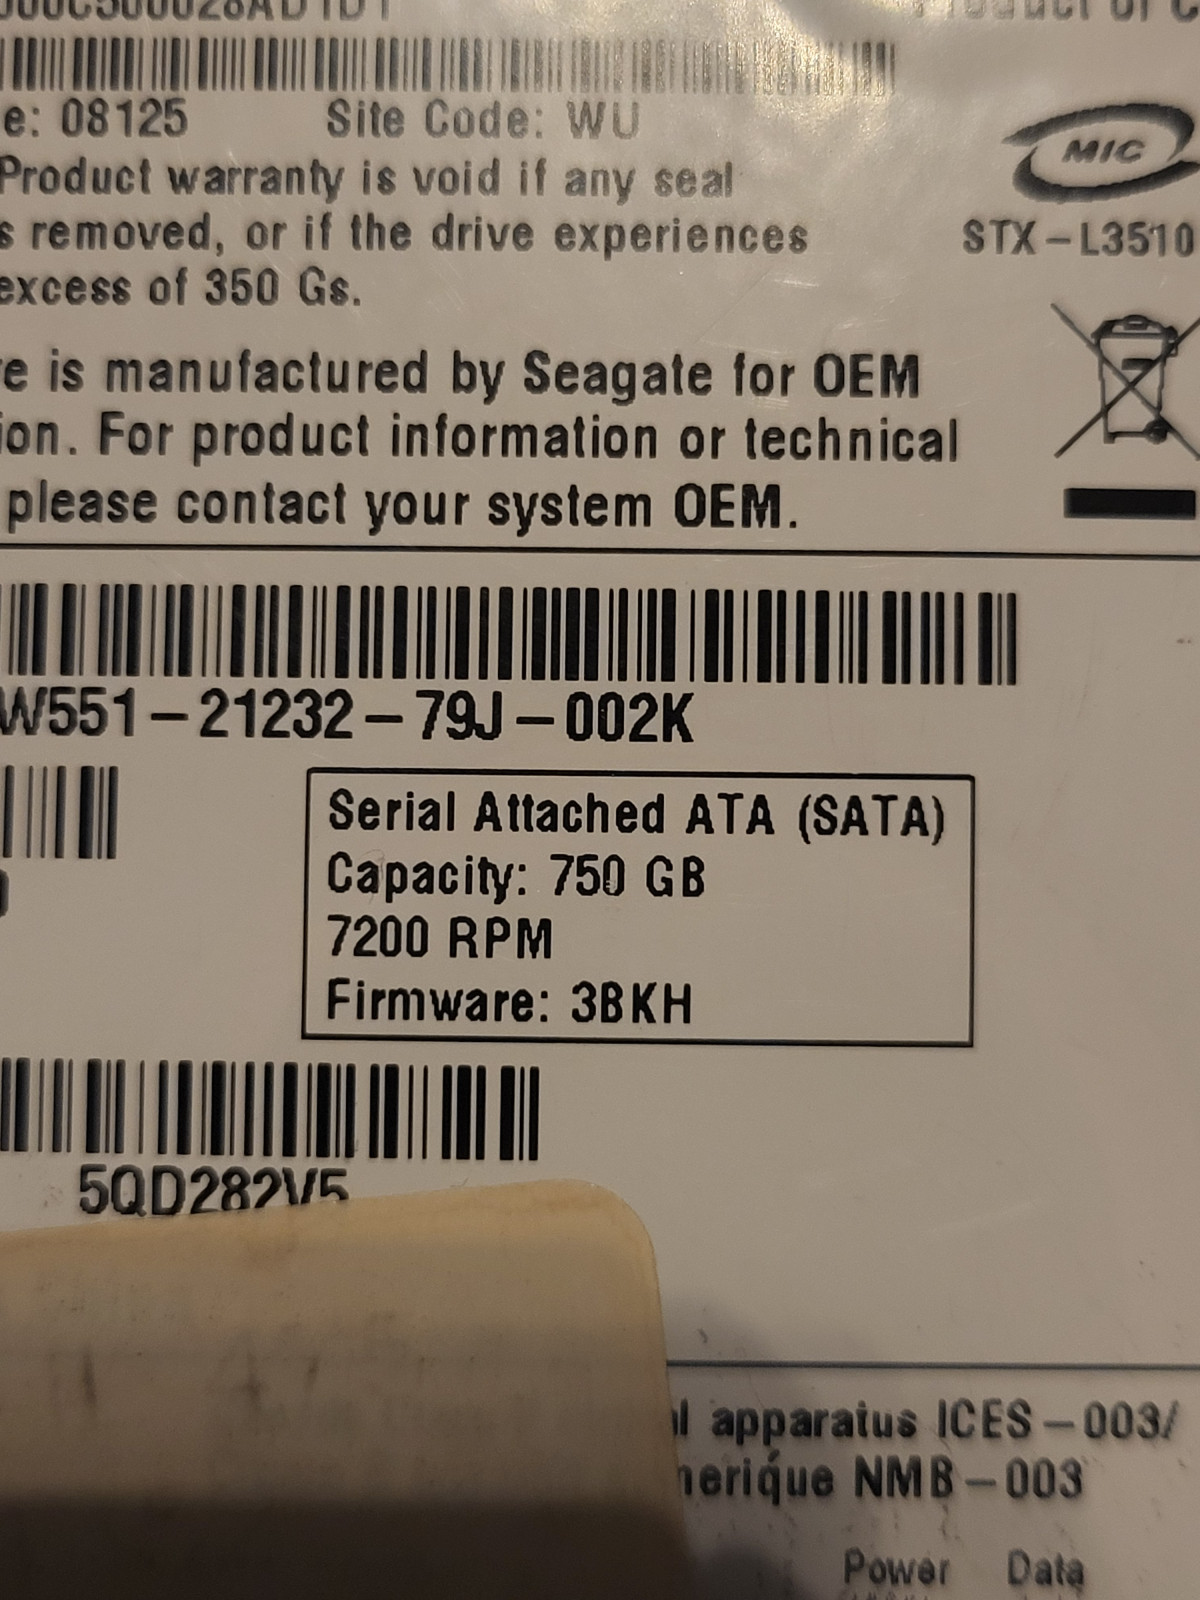 e: 08125 Site Code: WU
MIC
Product warranty is void if any seal
s removed, or if the drive experiences
STX-L3510
excess of 350 Gs.
e is manufactured by Seagate for OEM
ion. For product information or technical
please contact your system OEM.
W551-21232-79J-002K
Serial Attached ATA (SATA)
Capacity: 750 GB
7200 RPM
Firmware: 3BKH
5QD282V5
l apparatus ICES-003/
nerique NMB-003
Power Data